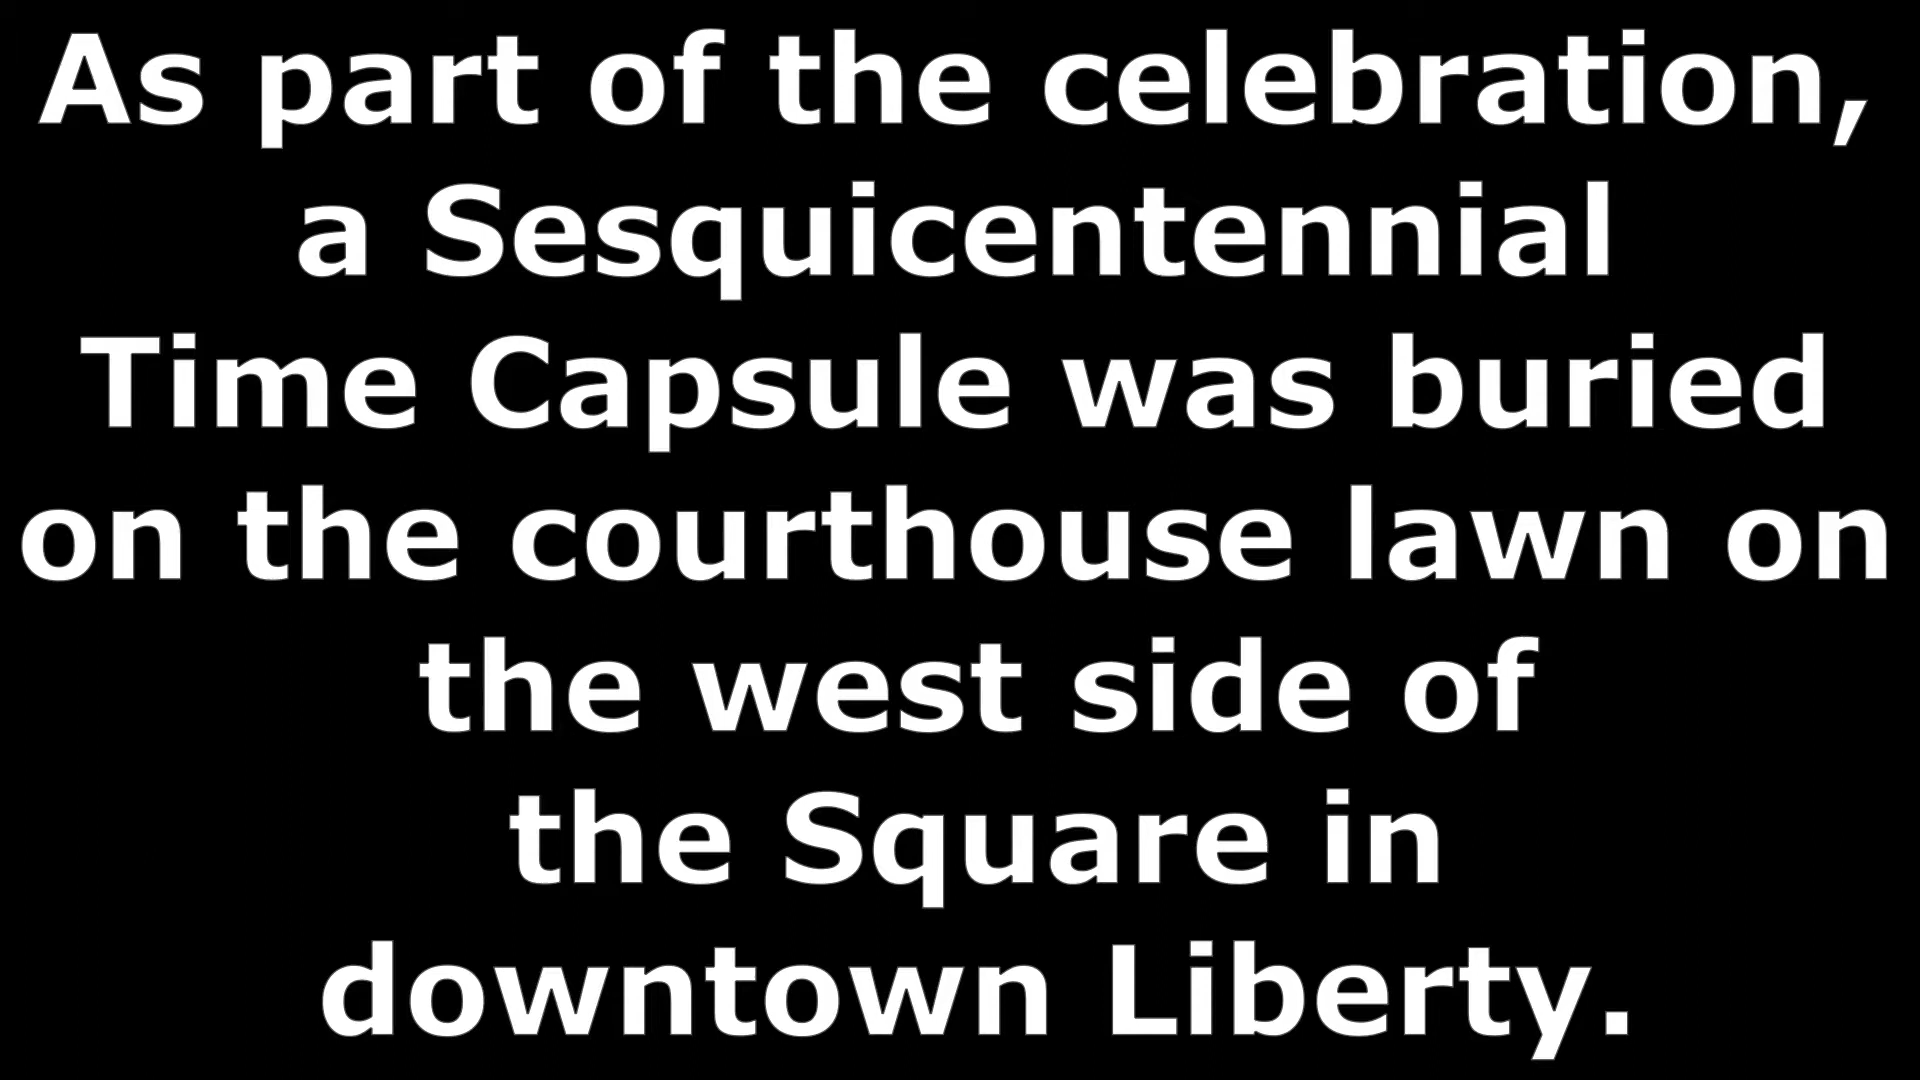 As part of the celebration,
a Sesquicentennial
Time Capsule was buried
on the courthouse lawn on
the west side of
the Square in
downtown Liberty.